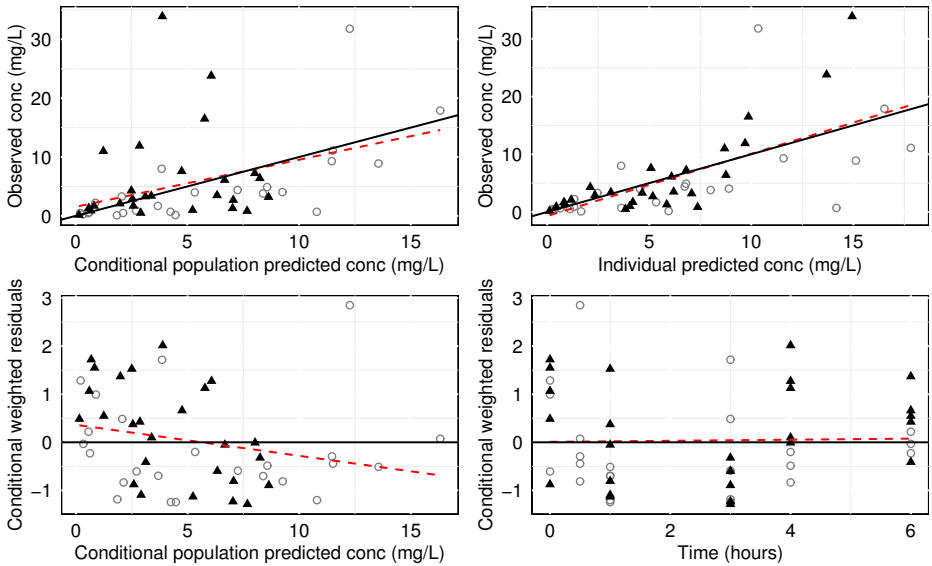 Observed conc (mg/L)
30
20
10
0
0 5 10 15
Conditional population predicted conc (mg/L)
Observed conc (mg/L)
30
20
10
0
0 5 10 15
Individual predicted conc (mg/L)
Conditional weighted residuals
3
2
1
0
−1
0 5 10 15
Conditional population predicted conc (mg/L)
Conditional weighted residuals
3
2
1
0
−1
0 2 4 6
Time (hours)